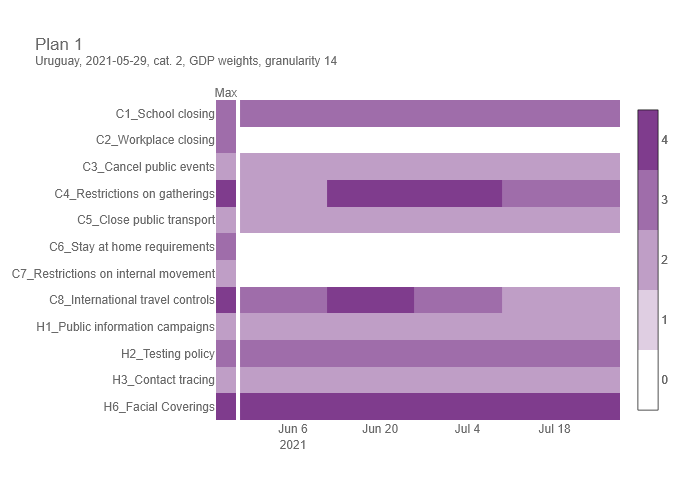 Plan 1
Uruguay, 2021-05-29, cat. 2, GDP weights, granularity 14
Max
C1_School closing
C2_Workplace closing
C3_Cancel public events
C4_Restrictions on gatherings
C5_Close public transport
C6_Stay at home requirements
C7_Restrictions on internal movement
C8_International travel controls
H1_Public information campaigns
H2_Testing policy
H3_Contact tracing
H6_Facial Coverings
4
3
2
1
0
Jun 6 Jun 20 Jul 4 Jul 18
2021